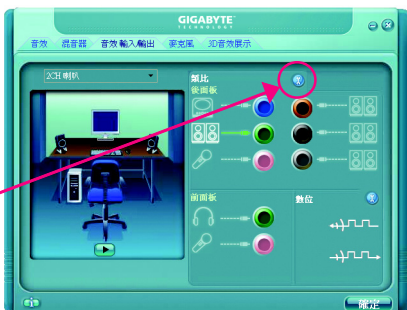 GIGABYTE™
TECHNOLOGY
音效 混音器 音效輸入/輸出 麥克風 3D音效展示
2CH 喇叭
類比
後面板
前面板
數位
確定